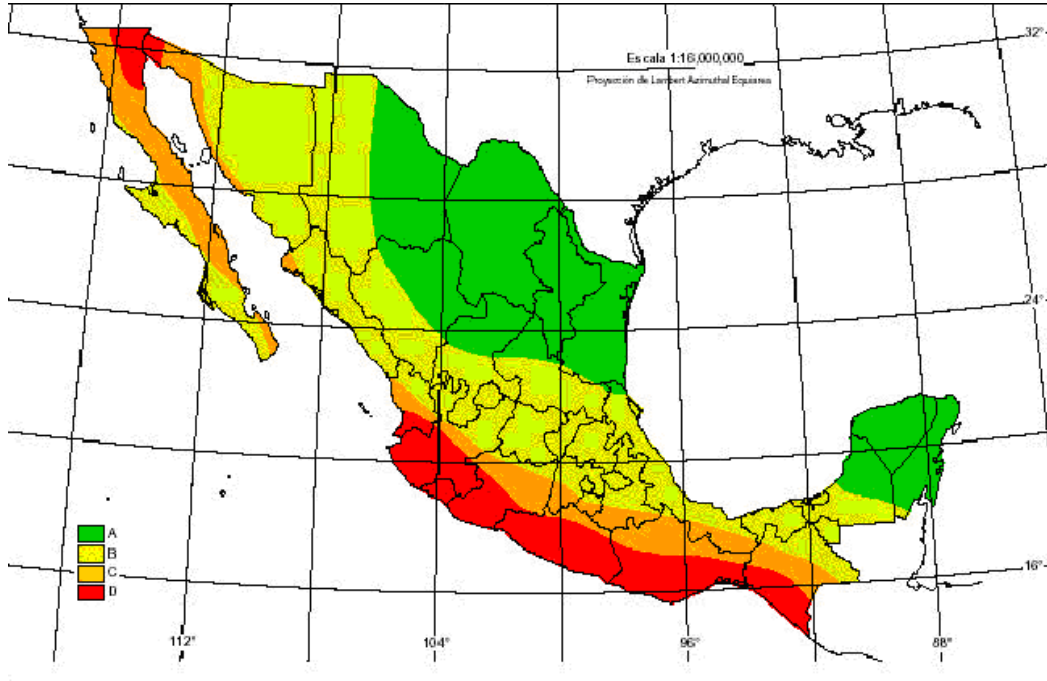 Escala 1:16,000,000
Proyección de Lambert Azimuthal Equiarea
32°
24°
A
B
C
D
16°
112°
104°
96°
88°